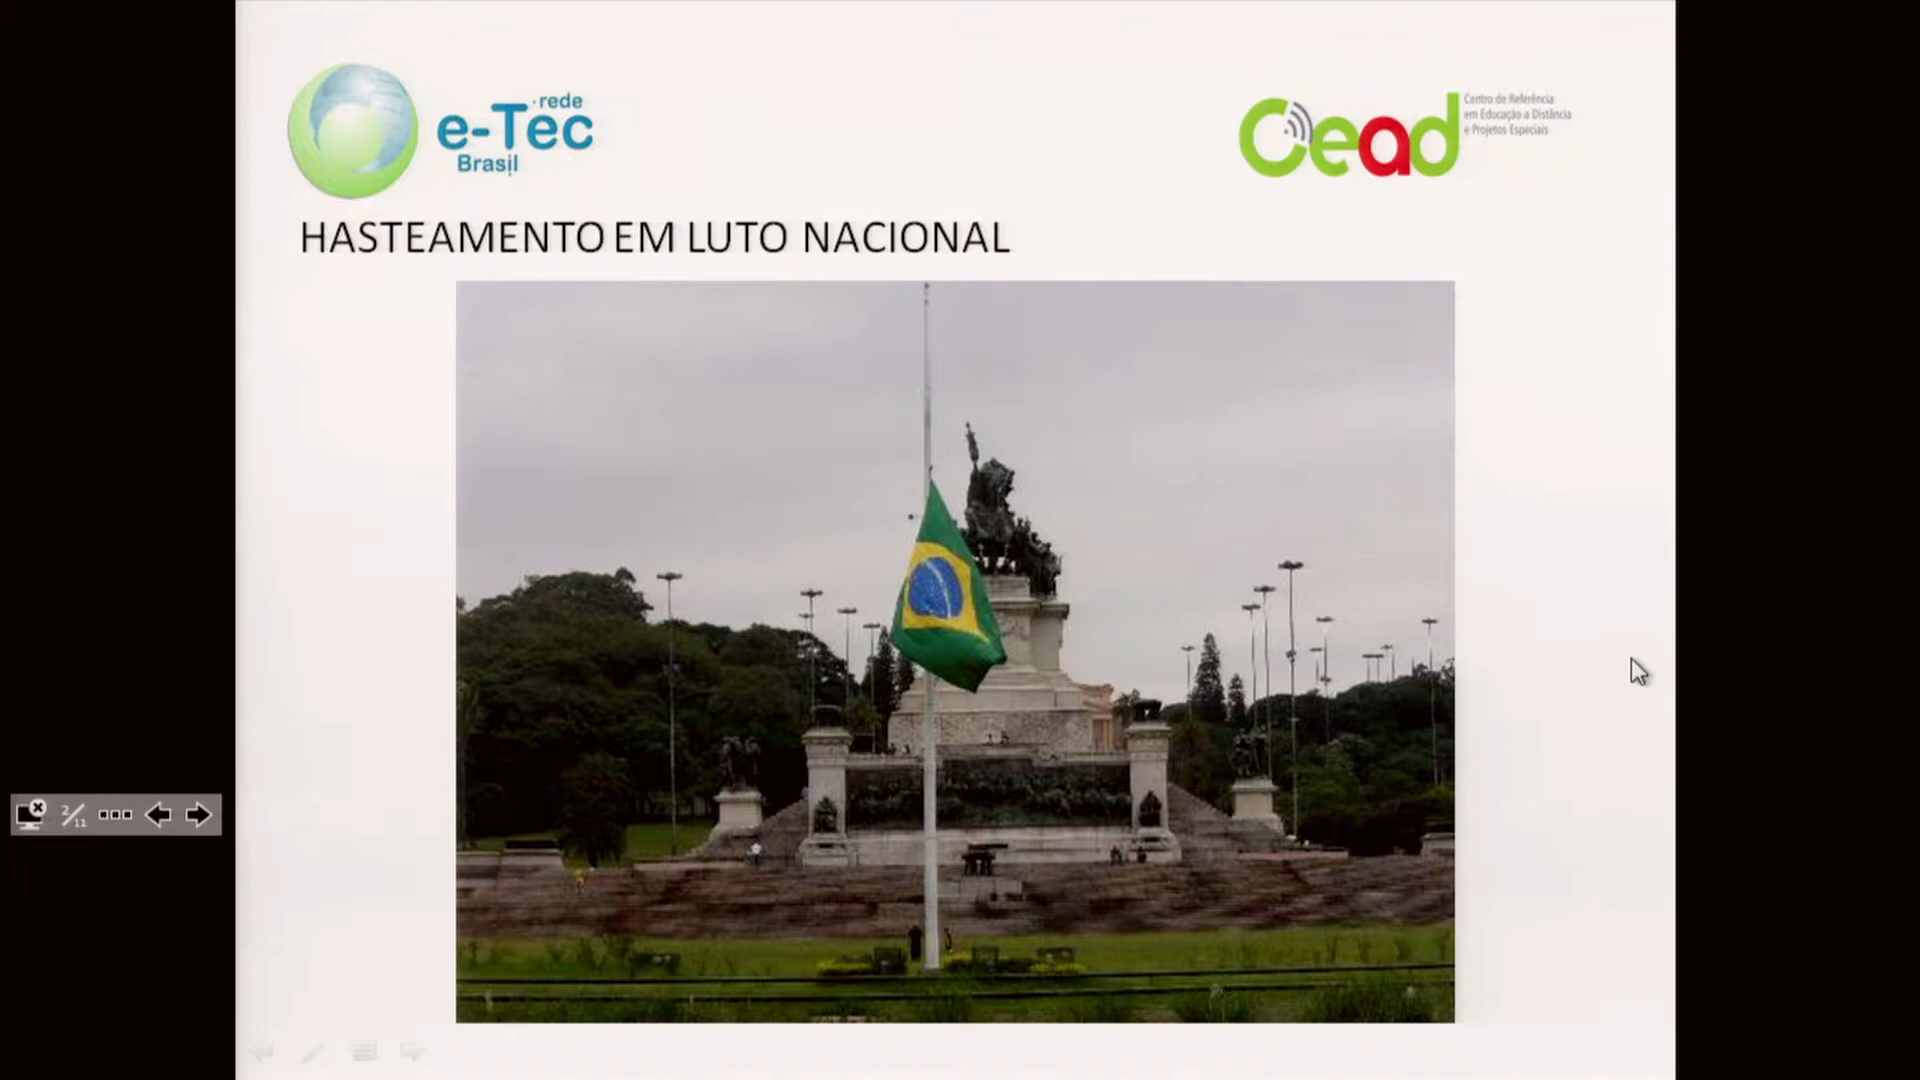 rede
e-Tec
Brasil
Cead
Centro de Referência
em Educação a Distância
e Projetos Especiais
HASTEAMENTO EM LUTO NACIONAL
2/11